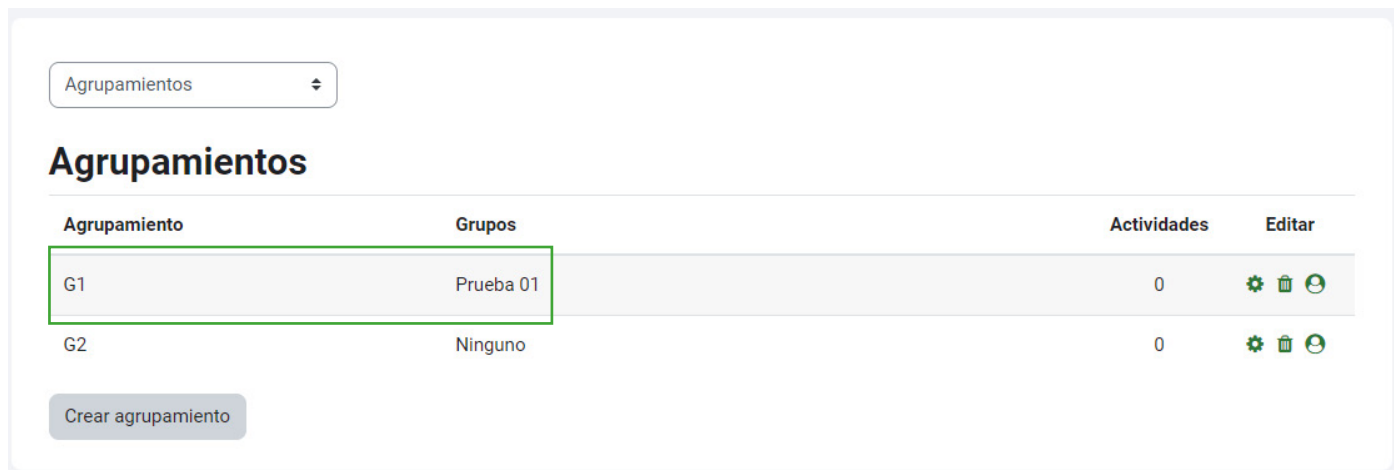 Agrupamientos
Agrupamientos
Agrupamiento Grupos Actividades Editar
G1 Prueba 01 0
G2 Ninguno 0
Crear agrupamiento